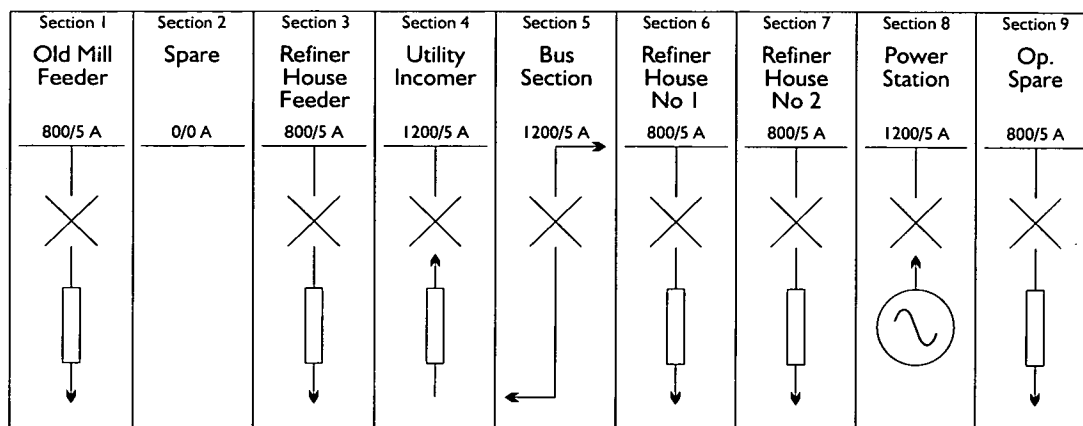 Section 1
Old Mill
Feeder
800/5 A
Section 2
Spare
0/0 A
Section 3
Refiner
House
Feeder
800/5 A
Section 4
Utility
Incomer
1200/5 A
Section 5
Bus
Section
1200/5 A
Section 6
Refiner
House
No 1
800/5 A
Section 7
Refiner
House
No 2
800/5 A
Section 8
Power
Station
1200/5 A
Section 9
Op.
Spare
800/5 A